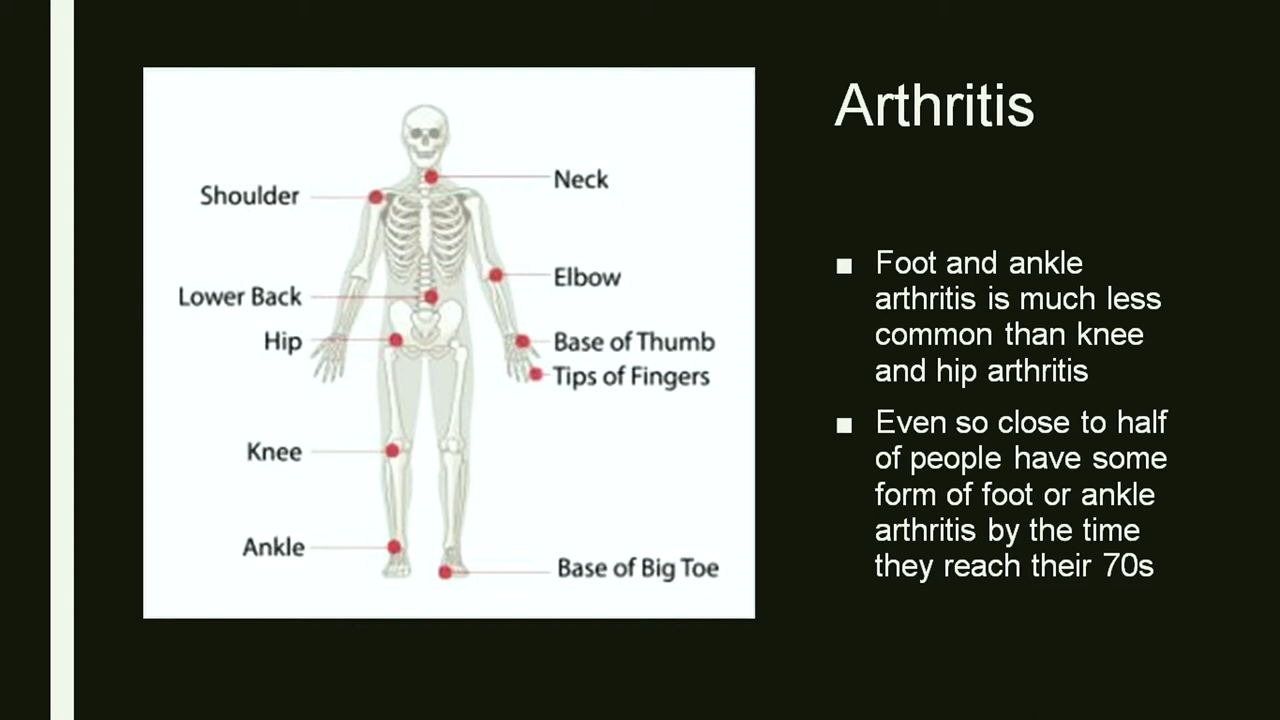 Arthritis
Neck
Shoulder
Elbow
Lower Back
Hip
Base of Thumb
Tips of Fingers
Knee
Ankle
Base of Big Toe
■ Foot and ankle
arthritis is much less
common than knee
and hip arthritis
■ Even so close to half
of people have some
form of foot or ankle
arthritis by the time
they reach their 70s